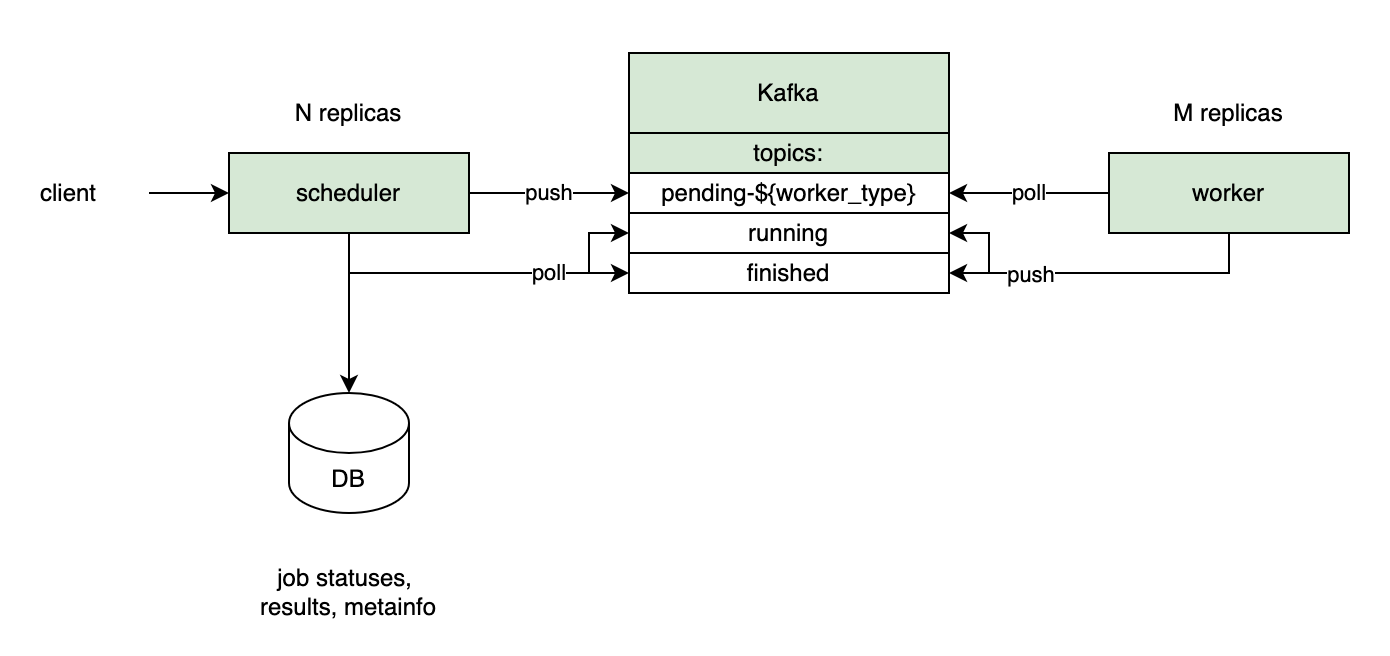 N replicas
Kafka
M replicas
topics:
client
scheduler
push
pending-${worker_type}
poll
worker
running
poll
finished
push
DB
job statuses,
results, metainfo